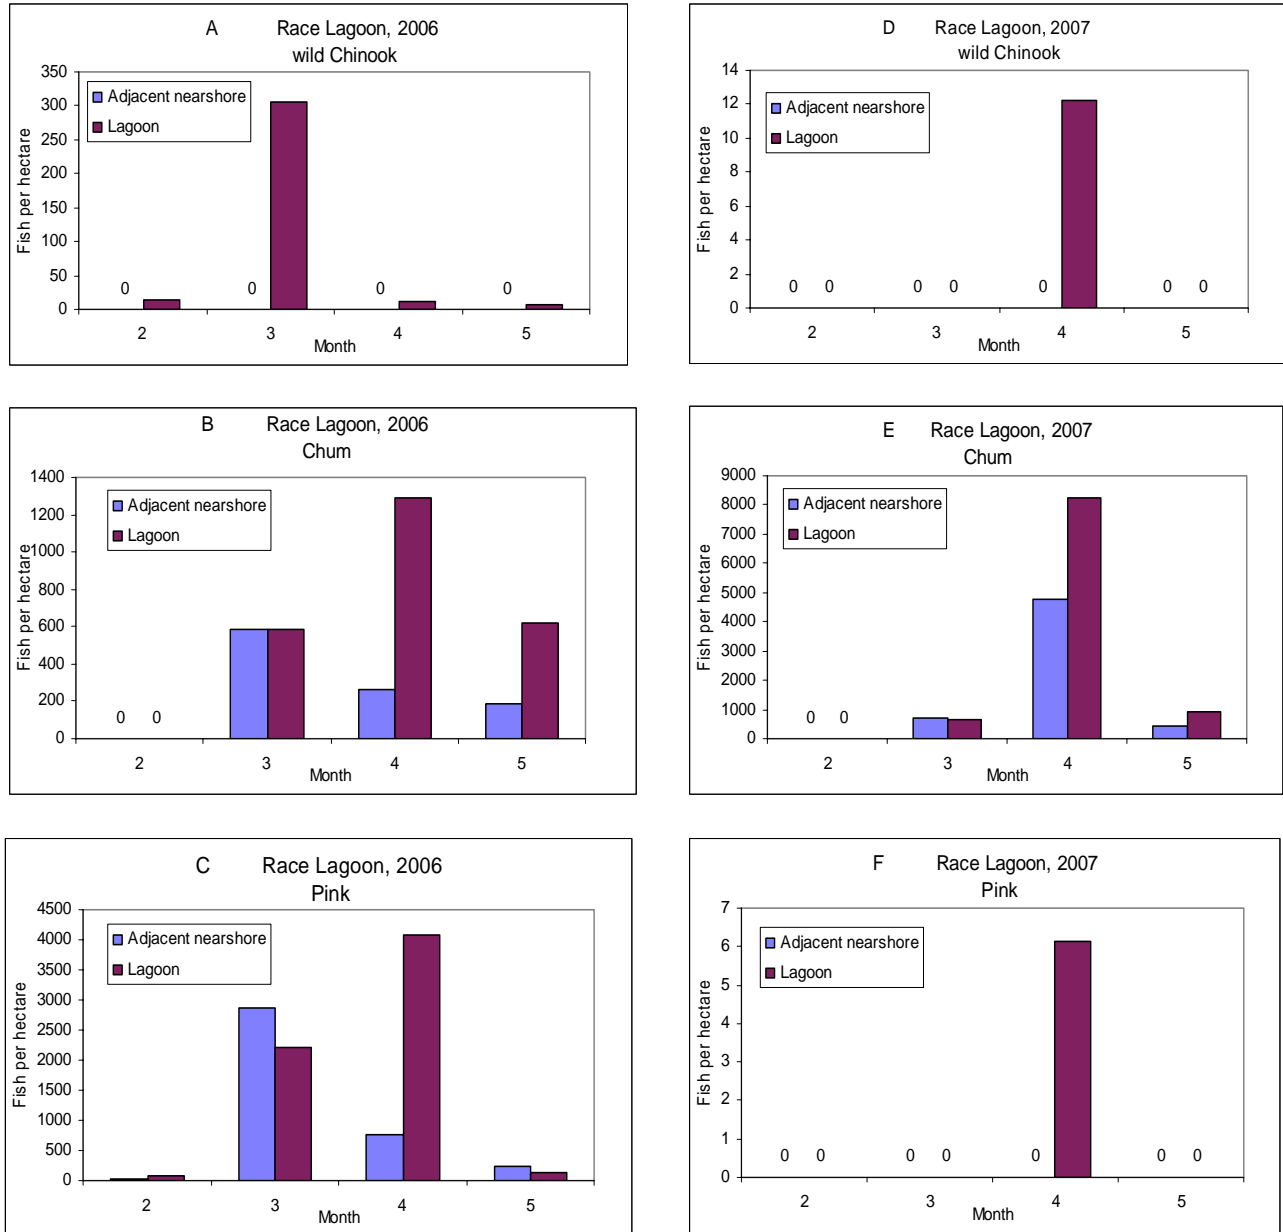 A Race Lagoon, 2006
wild Chinook
Fish per hectare
350
300
250
200
150
100
50
0
Adjacent nearshore
Lagoon
0 0 0 0
2 3 4 5
Month
D Race Lagoon, 2007
wild Chinook
Fish per hectare
14
12
10
8
6
4
2
0
Adjacent nearshore
Lagoon
0 0 0 0 0 0 0
2 3 4 5
Month
B Race Lagoon, 2006
Chum
Fish per hectare
1400
1200
1000
800
600
400
200
0
Adjacent nearshore
Lagoon
0 0
2 3 4 5
Month
E Race Lagoon, 2007
Chum
Fish per hectare
9000
8000
7000
6000
5000
4000
3000
2000
1000
0
Adjacent nearshore
Lagoon
0 0
2 3 4 5
Month
C Race Lagoon, 2006
Pink
Fish per hectare
4500
4000
3500
3000
2500
2000
1500
1000
500
0
Adjacent nearshore
Lagoon
2 3 4 5
Month
F Race Lagoon, 2007
Pink
Fish per hectare
7
6
5
4
3
2
1
0
Adjacent nearshore
Lagoon
0 0 0 0 0 0 0
2 3 4 5
Month